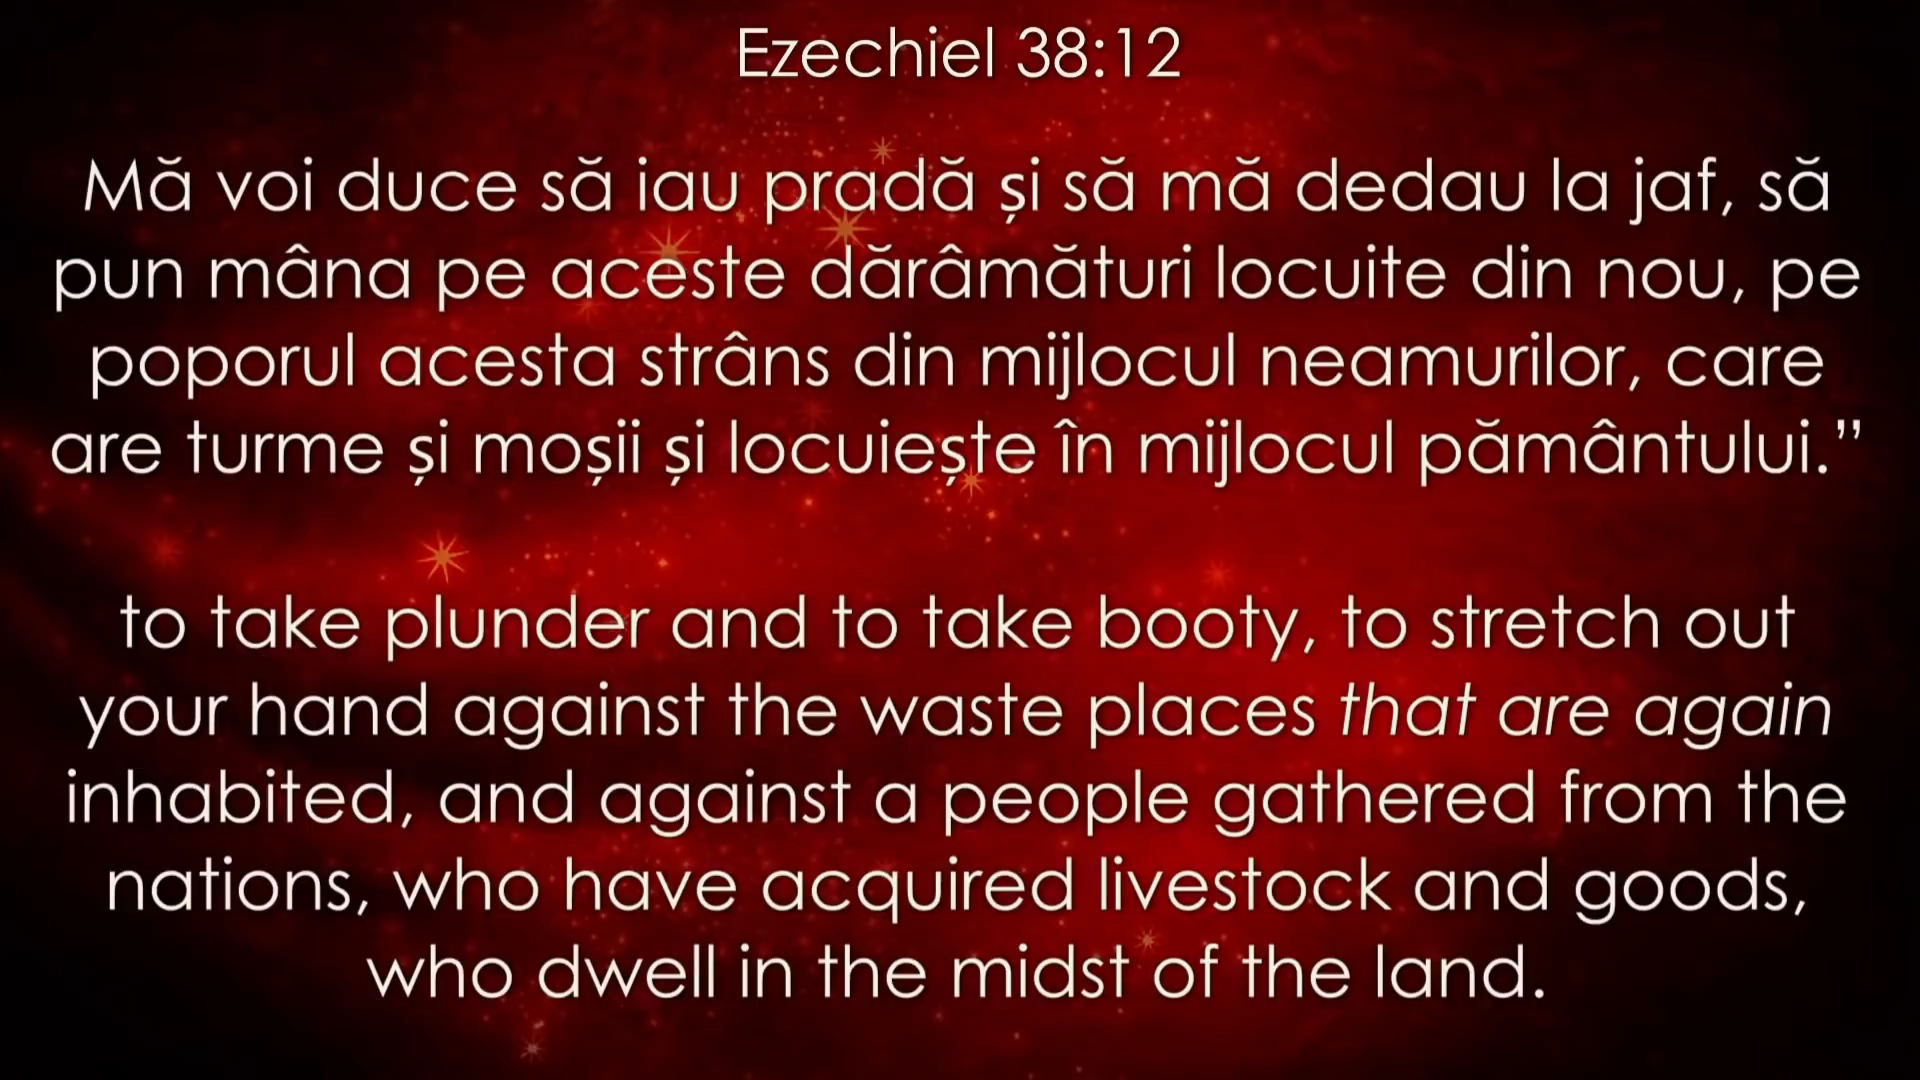 Ezechiel 38:12
Mă voi duce să iau pradă și să mă dedau la jaf, să
pun mâna pe aceste dărâmături locuite din nou, pe
poporul acesta strâns din mijlocul neamurilor, care
are turme și moșii și locuiește în mijlocul pământului.”
to take plunder and to take booty, to stretch out
your hand against the waste places that are again
inhabited, and against a people gathered from the
nations, who have acquired livestock and goods,
who dwell in the midst of the land.